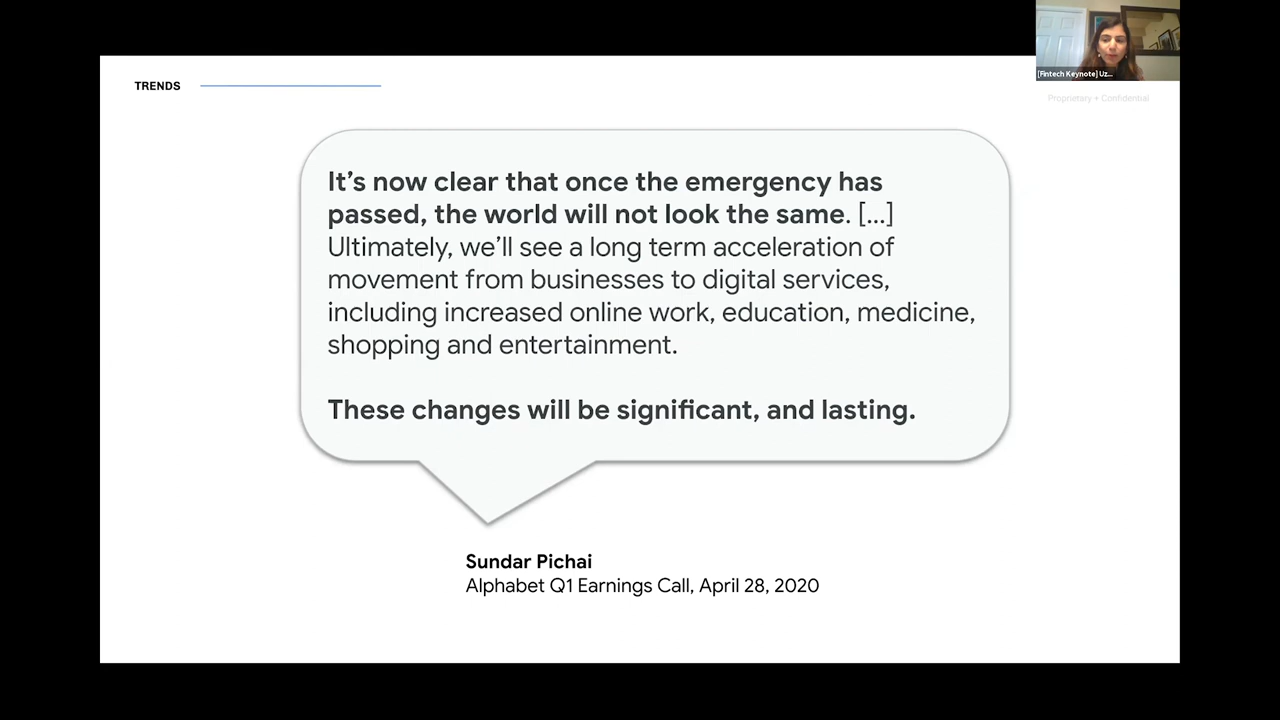 TRENDS
[Fintech Keynote] Uz...
Proprietary + Confidential
It’s now clear that once the emergency has
passed, the world will not look the same. [...]
Ultimately, we’ll see a long term acceleration of
movement from businesses to digital services,
including increased online work, education, medicine,
shopping and entertainment.
These changes will be significant, and lasting.
Sundar Pichai
Alphabet Q1 Earnings Call, April 28, 2020